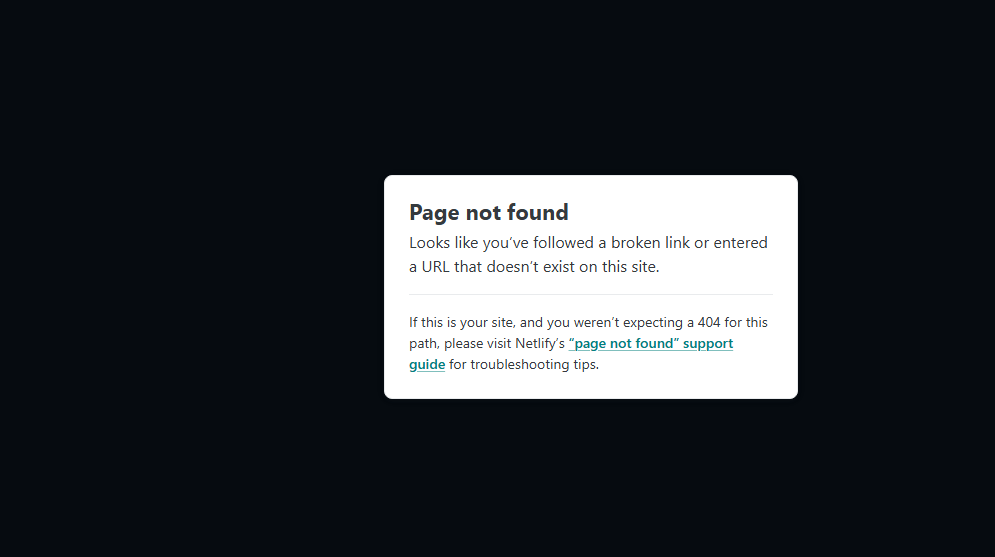 Page not found
Looks like you’ve followed a broken link or entered
a URL that doesn’t exist on this site.
If this is your site, and you weren’t expecting a 404 for this
path, please visit Netlify’s “page not found” support
guide for troubleshooting tips.